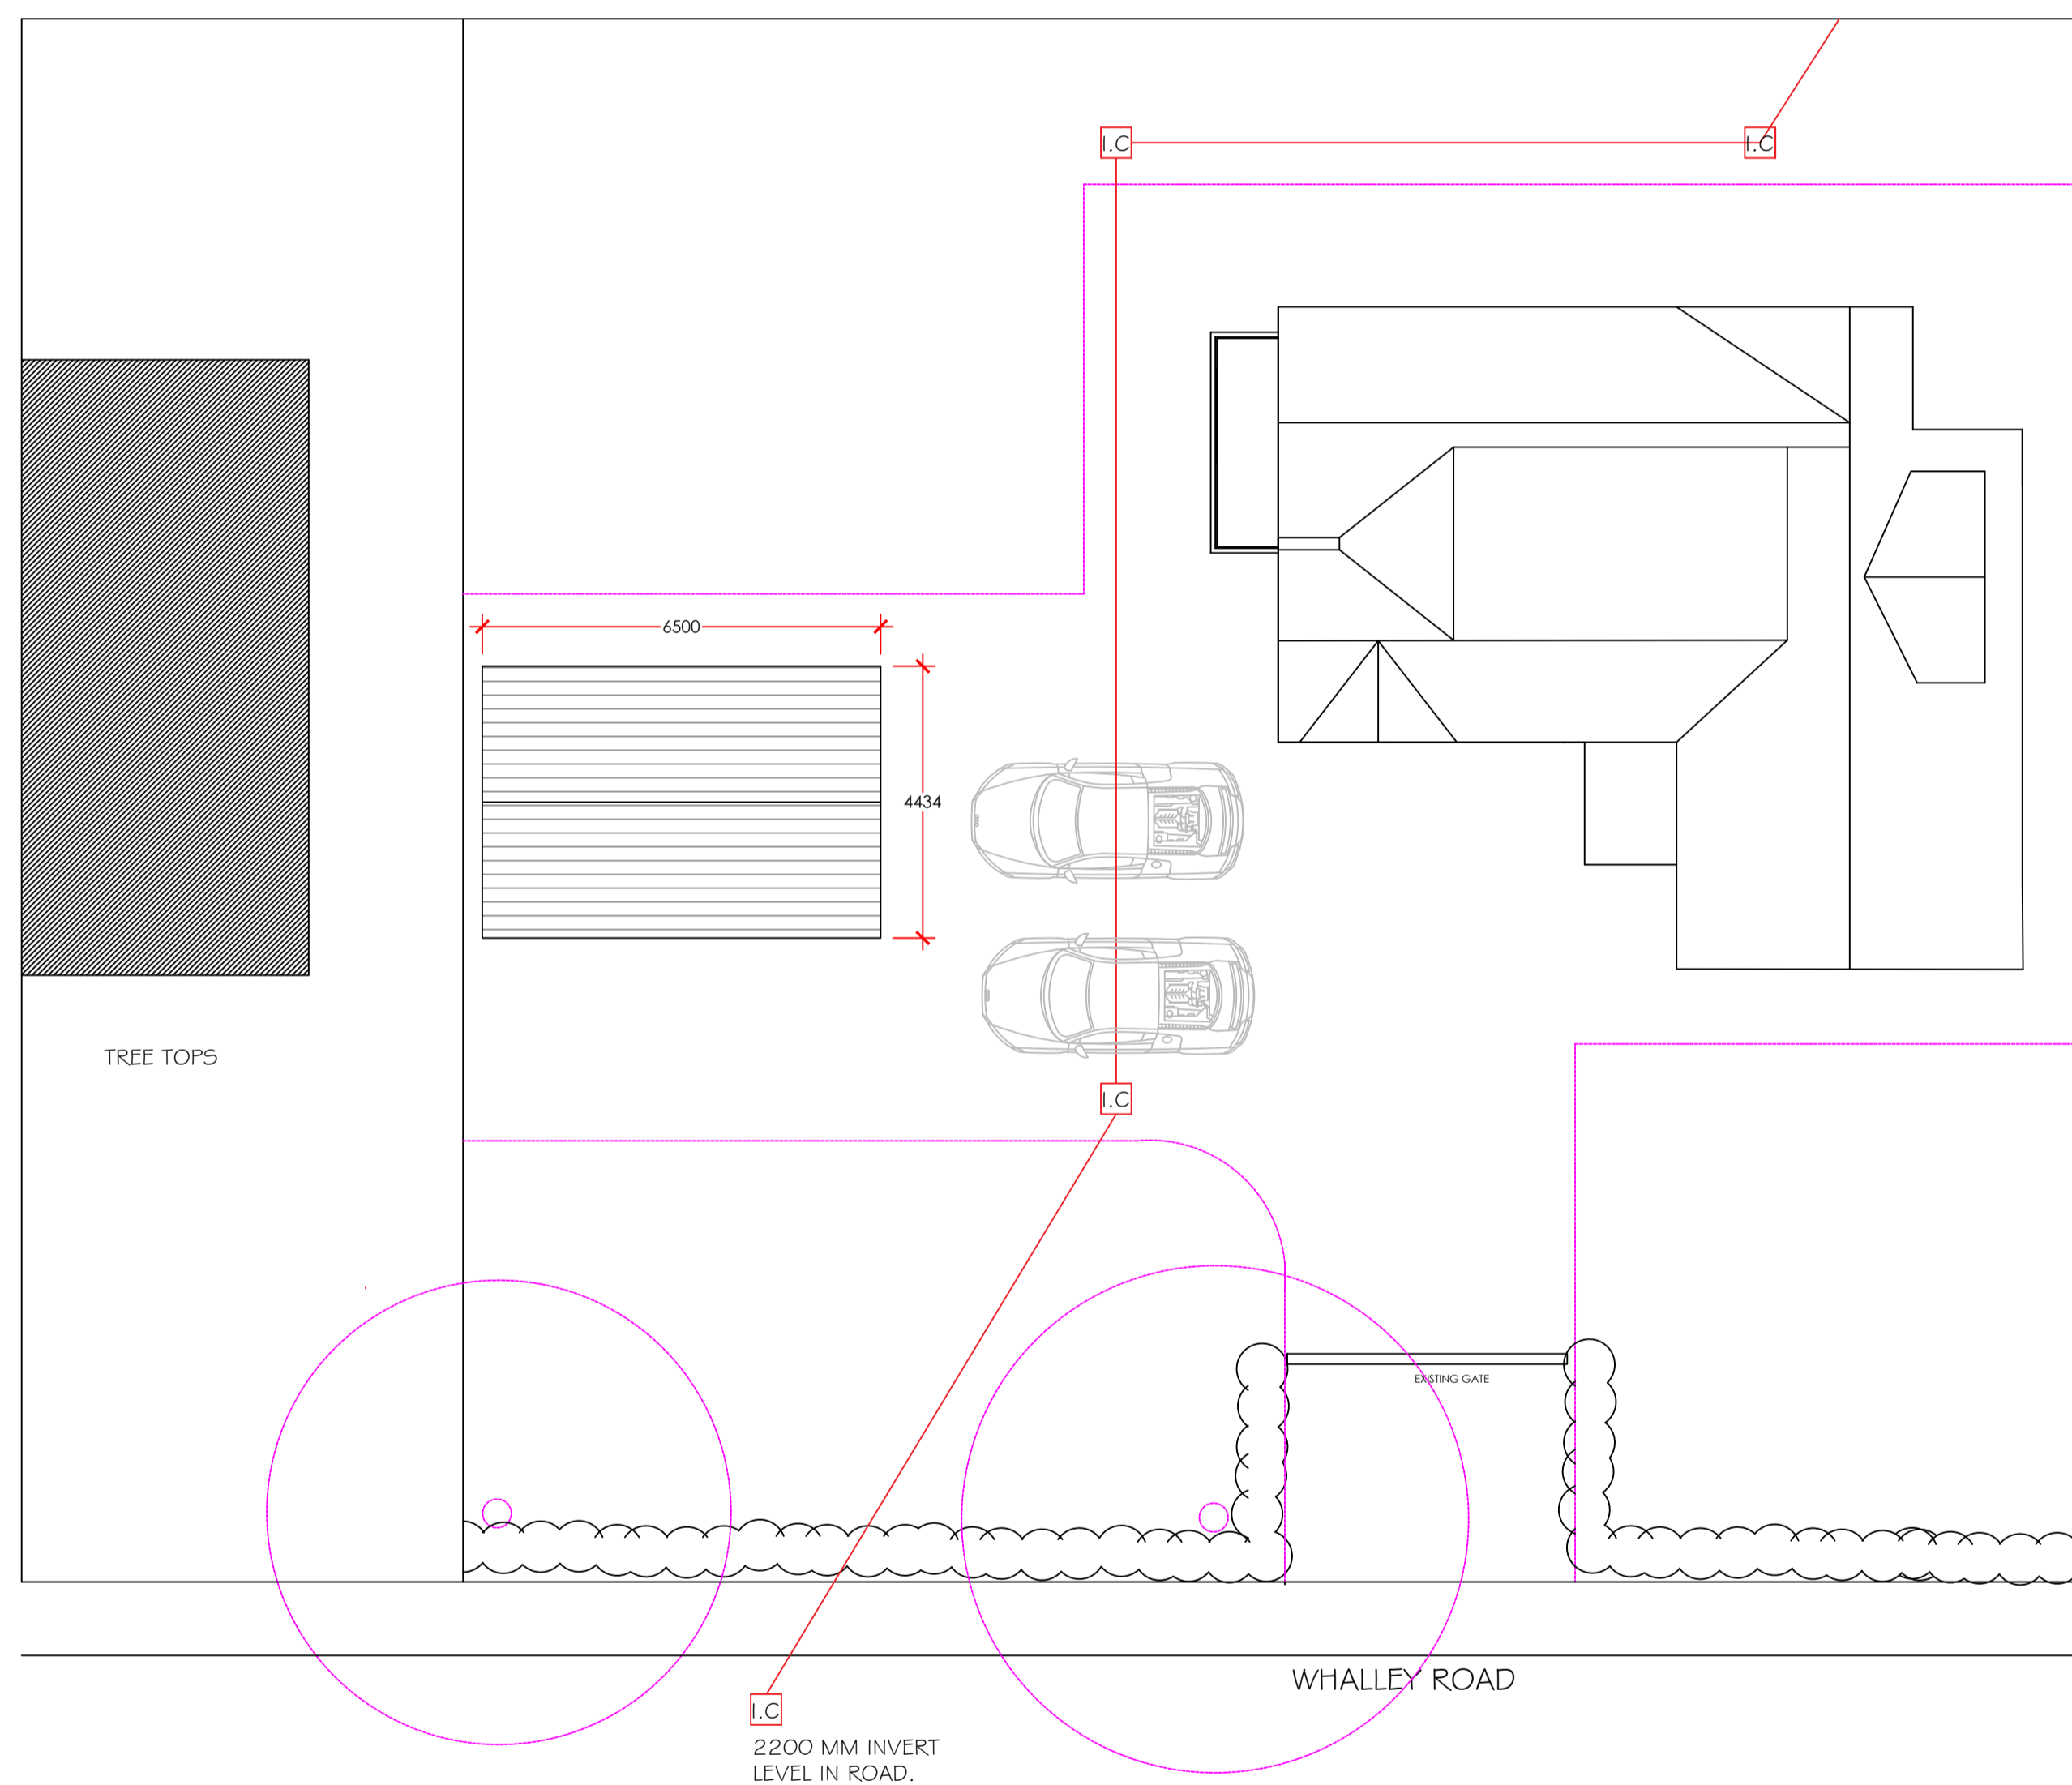 I.C
I.C
6500
4434
TREE TOPS
I.C
EXISTING GATE
WHALLEY ROAD
I.C
2200 MM INVERT
LEVEL IN ROAD.